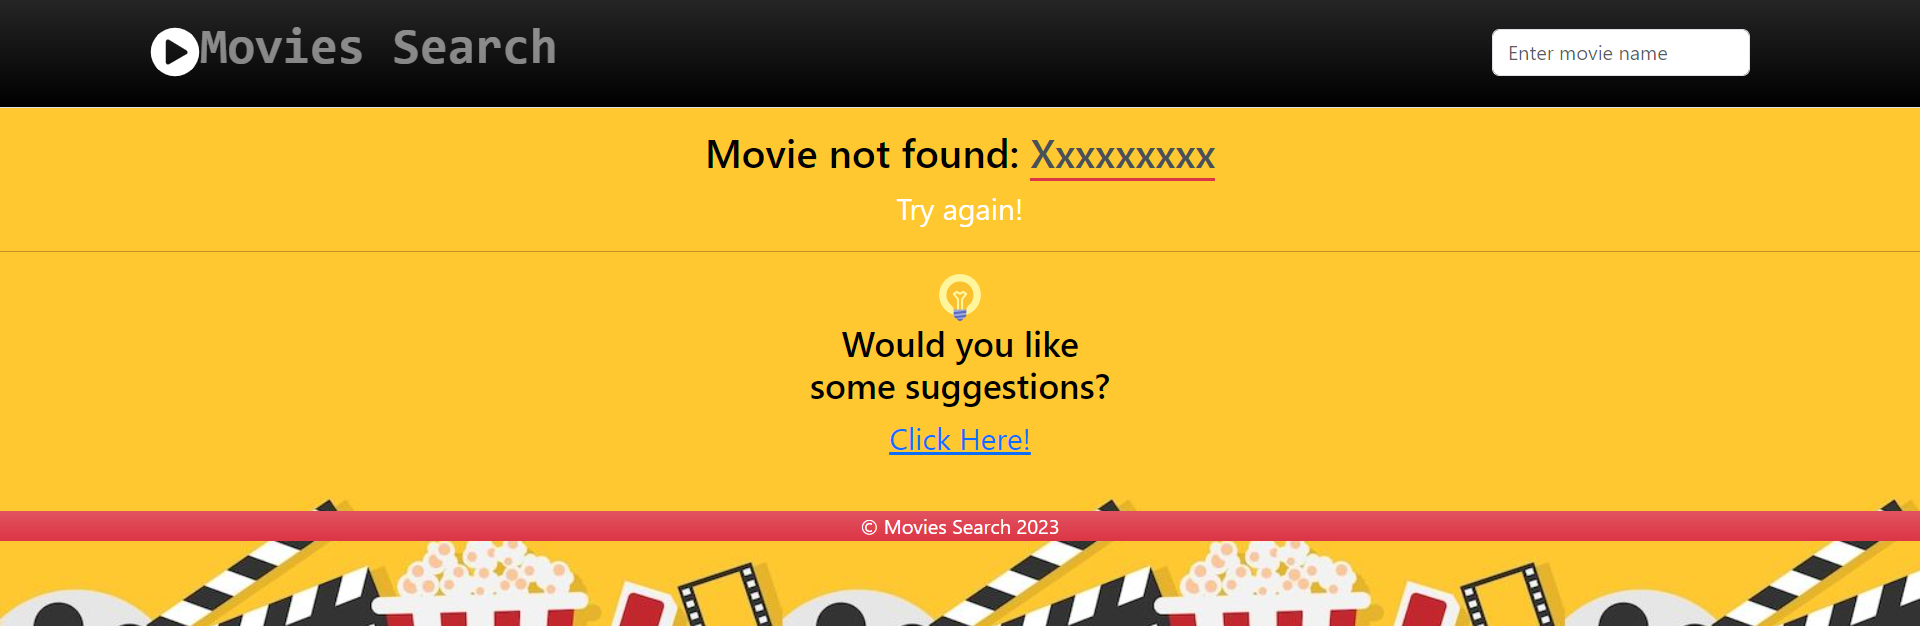 Movies Search
Enter movie name
Movie not found: Xxxxxxxxx
Try again!
Would you like
some suggestions?
Click Here!
© Movies Search 2023